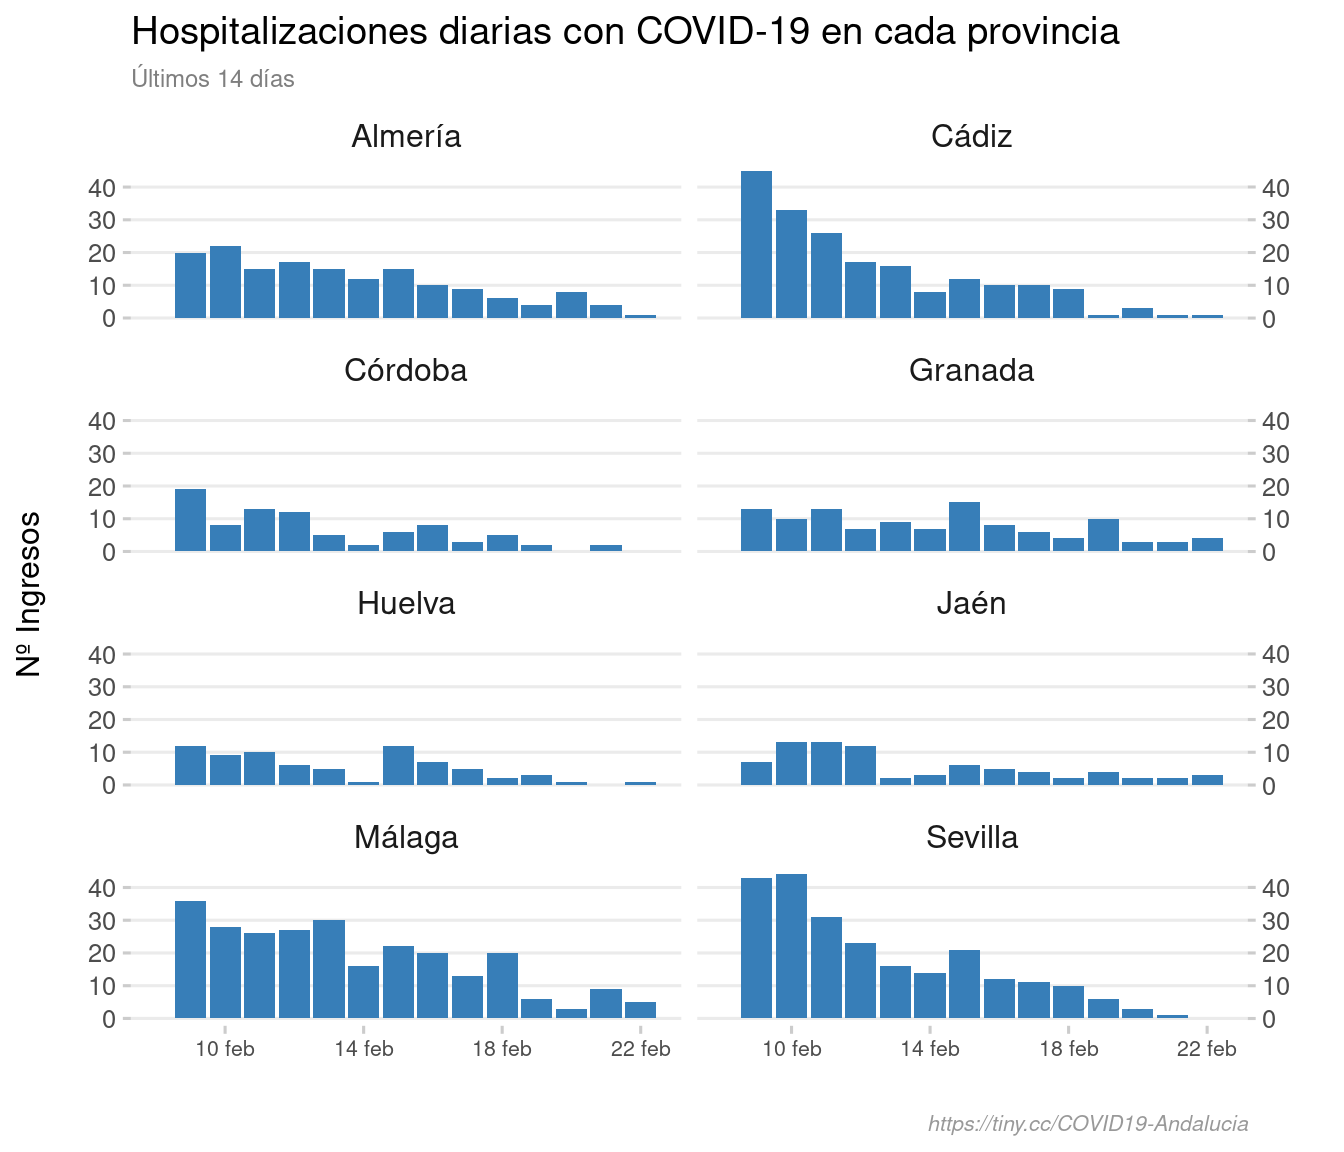 Hospitalizaciones diarias con COVID-19 en cada provincia
Últimos 14 días
Nº Ingresos
Almería
Cádiz
40
40
30
30
20
20
10
10
0
0
Córdoba
Granada
40
40
30
30
20
20
10
10
0
0
Huelva
Jaén
40
40
30
30
20
20
10
10
0
0
Málaga
Sevilla
40
40
30
30
20
20
10
10
0
0
10 feb 14 feb 18 feb 22 feb
10 feb 14 feb 18 feb 22 feb
https://tiny.cc/COVID19-Andalucia